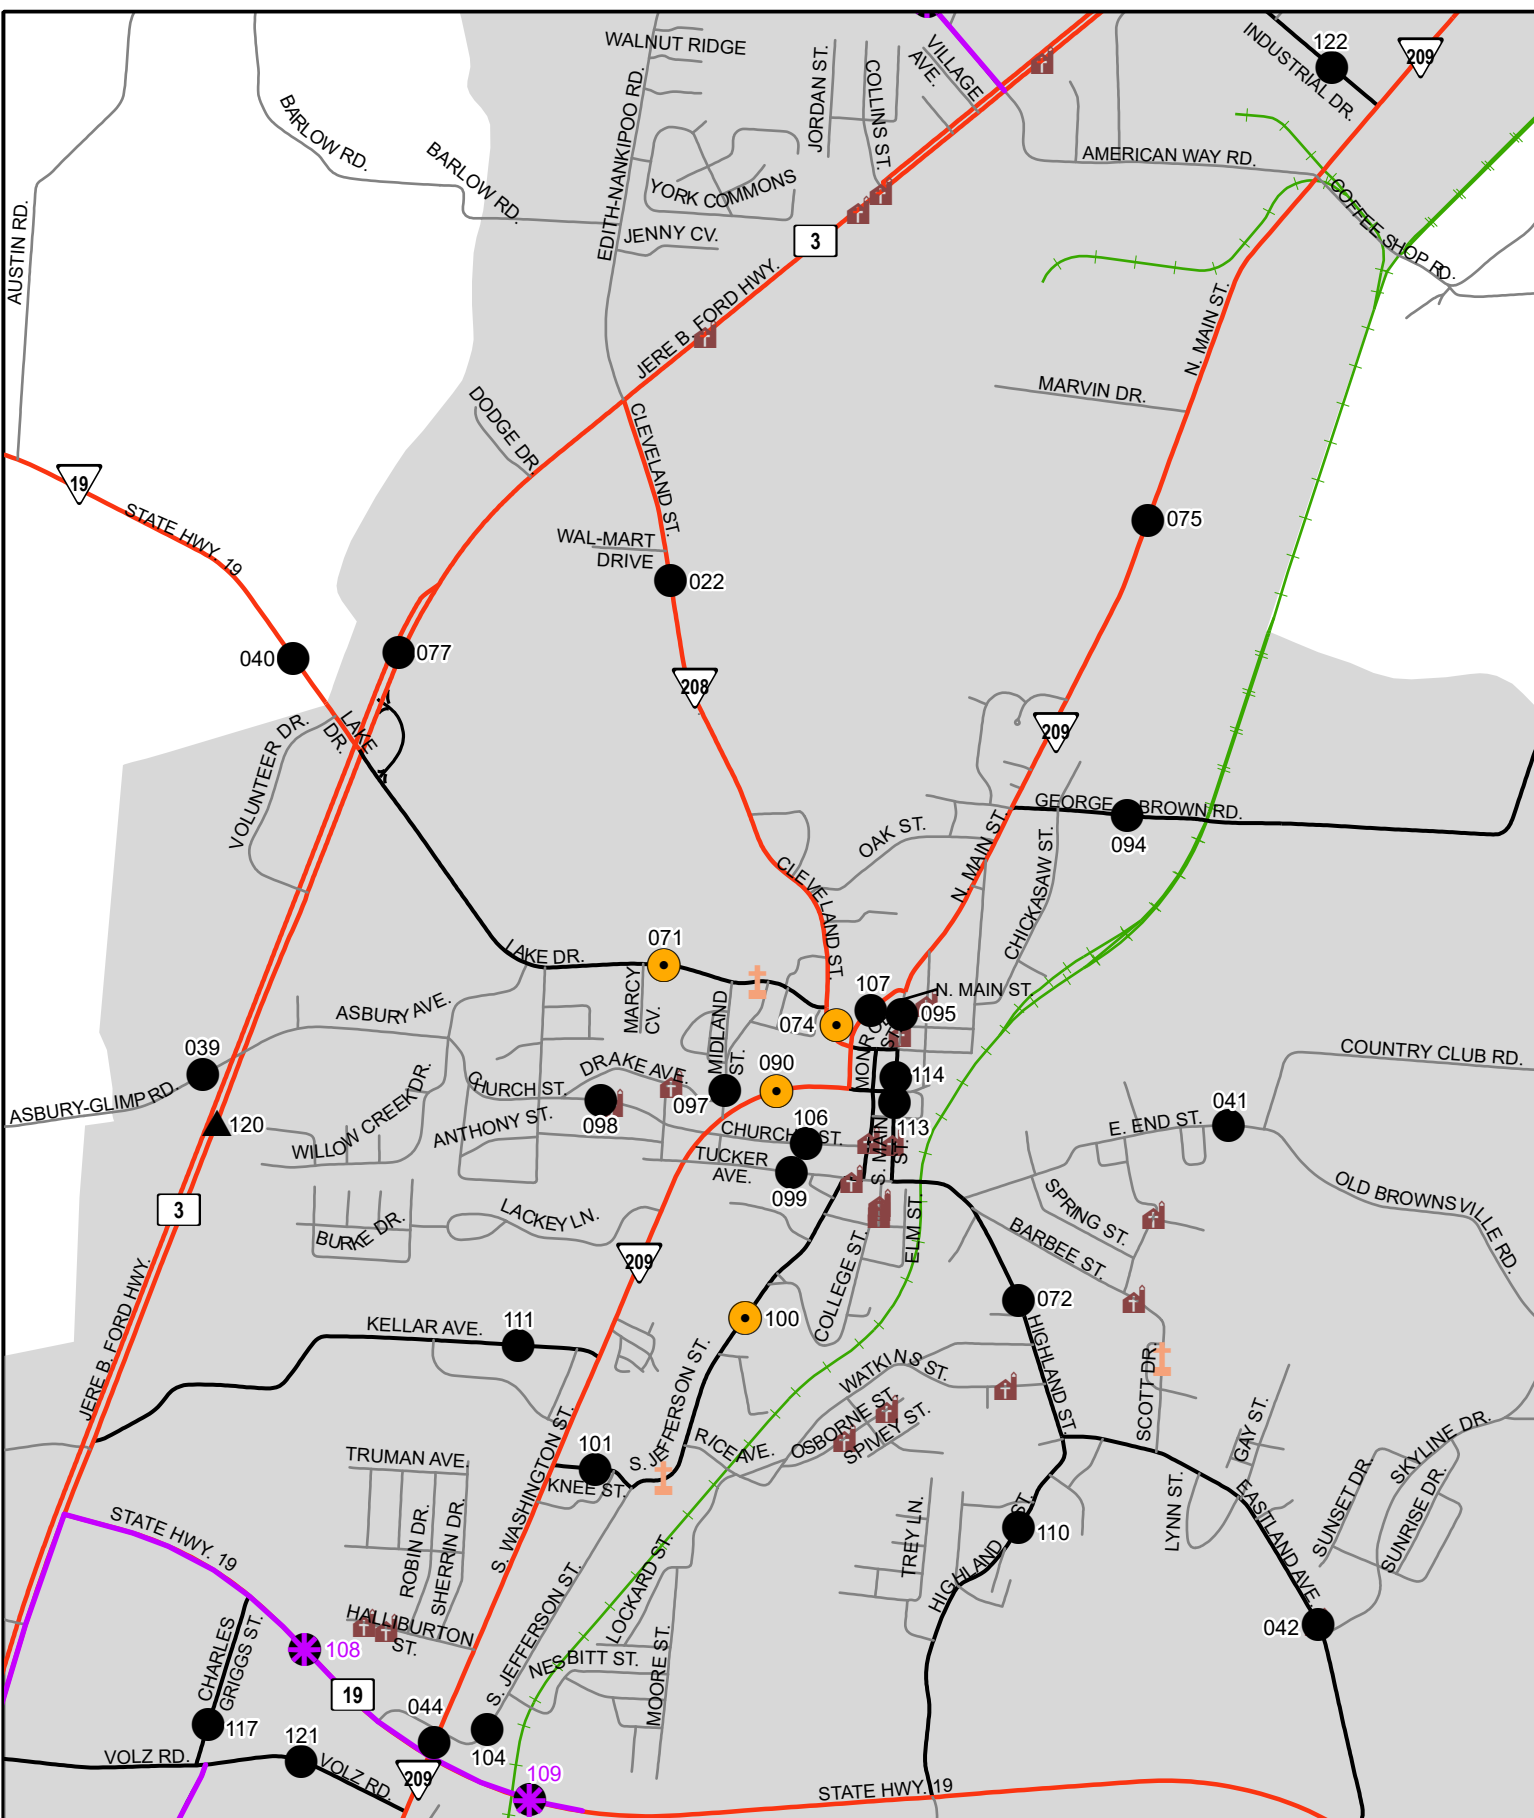 WALNUT RIDGE
EDITH-NANKIPOO RD.
JORDAN ST.
COLLINS ST.
VILLAGE
AVE.
INDUSTRIAL DR.
122
209
BARLOW RD.
BARLOW RD.
AUSTIN RD.
YORK COMMONS
JENNY CV.
3
AMERICAN WAY RD.
COFFEE SHOP RD.
JERE B. FORD HWY.
N. MAIN ST.
MARVIN DR.
DODGE DR.
CLEVELAND ST.
19
STATE HWY. 19
WAL-MART
DRIVE
022
075
040
077
208
209
LAKE
DR.
VOLUNTEER DR.
GEORGE BROWN RD.
094
OAK ST.
N. MAIN ST.
CHICKASAW ST.
CLEVELAND ST.
071
LAKE DR.
MARCY
CV.
MIDLAND
ST.
107
N. MAIN ST.
095
074
ASBURY AVE.
039
ASBURY-GLIMP RD.
120
DRAKE AVE.
090
MONROE
ST.
114
COUNTRY CLUB RD.
CHURCH ST.
097
098
WILLOW CREEK DR.
ANTHONY ST.
106
CHURCH ST.
113
S. MAIN
ST.
E. END ST.
041
TUCKER
AVE.
099
3
BURKE DR.
LACKEY LN.
209
COLLEGE ST.
ELM ST.
SPRING ST.
BARBEE ST.
OLD BROWNSVILLE RD.
JERE B. FORD HWY.
KELLAR AVE.
111
100
072
HIGHLAND ST.
WATKINS ST.
OSBORNE ST.
SPIVEY ST.
SCOTT DR.
GAY ST.
SKYLINE DR.
TRUMAN AVE.
S. WASHINGTON ST.
101
KNEE ST.
S. JEFFERSON ST.
RICE AVE.
ROBIN DR.
SHERRIN DR.
STATE HWY. 19
TREY LN.
HIGHLAND ST.
110
LYNN ST.
EASTLAND AVE.
SUNSET DR.
SUNRISE DR.
042
LOCKARD ST.
HALLIBURTON
ST.
CHARLES
GRIGGS ST.
108
19
S. JEFFERSON ST.
NESBITT ST.
MOORE ST.
117
044
104
121
VOLZ RD.
VOLZ RD.
209
109
STATE HWY. 19